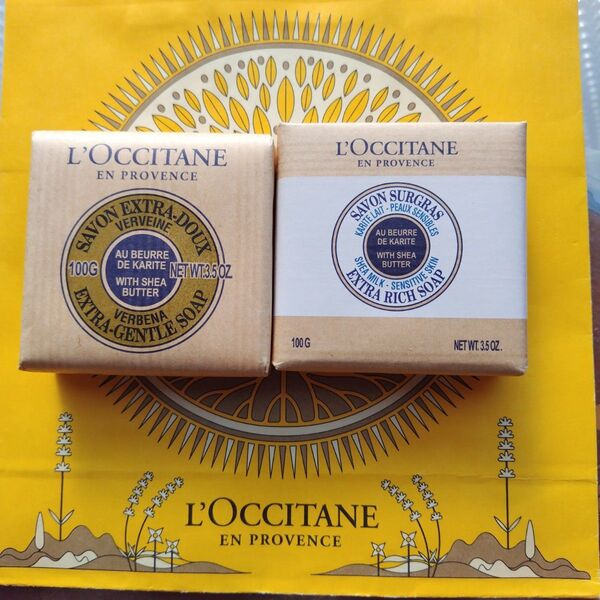 L'OCCITANE
EN PROVENCE
SAVON EXTRA-DOUX
VERVEINE
100G
AU BEURRE
DE KARITE
WITH SHEA
BUTTER
NET WT.3.5 OZ.
VERBENA
EXTRA-GENTLE SOAP
L'OCCITANE
EN PROVENCE
SAVON SURGRAS
KARITE LAIT - PEAUX SENSIBLES
AU BEURRE
DE KARITE
WITH SHEA
BUTTER
SHEA MILK - SENSITIVE SKIN
EXTRA RICH SOAP
100 G
NET WT. 3.5 OZ.
L'OCCITANE
EN PROVENCE